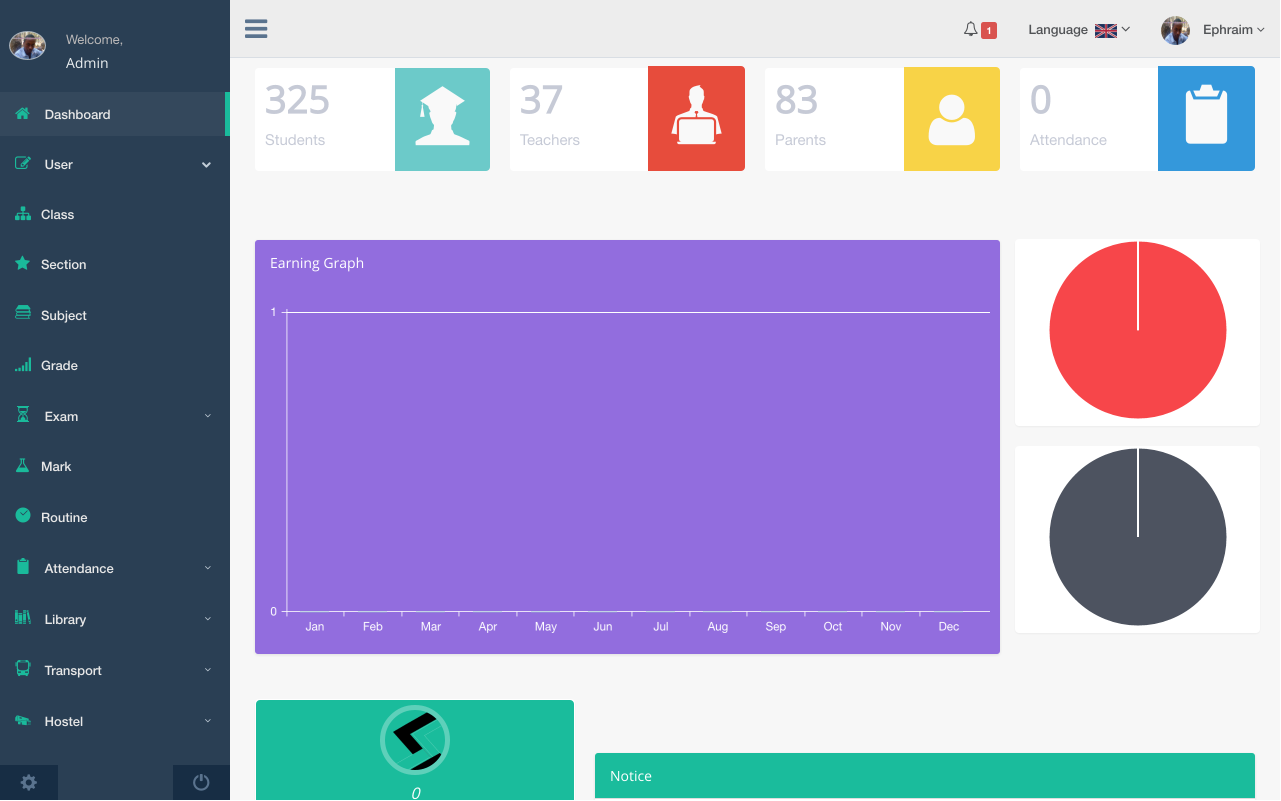 Welcome,
Admin
Dashboard
User
Class
Section
Subject
Grade
Exam
Mark
Routine
Attendance
Library
Transport
Hostel
1
Language
Ephraim
325
Students
37
Teachers
83
Parents
0
Attendance
Earning Graph
1
0
Jan Feb Mar Apr May Jun Jul Aug Sep Oct Nov Dec
0
Notice